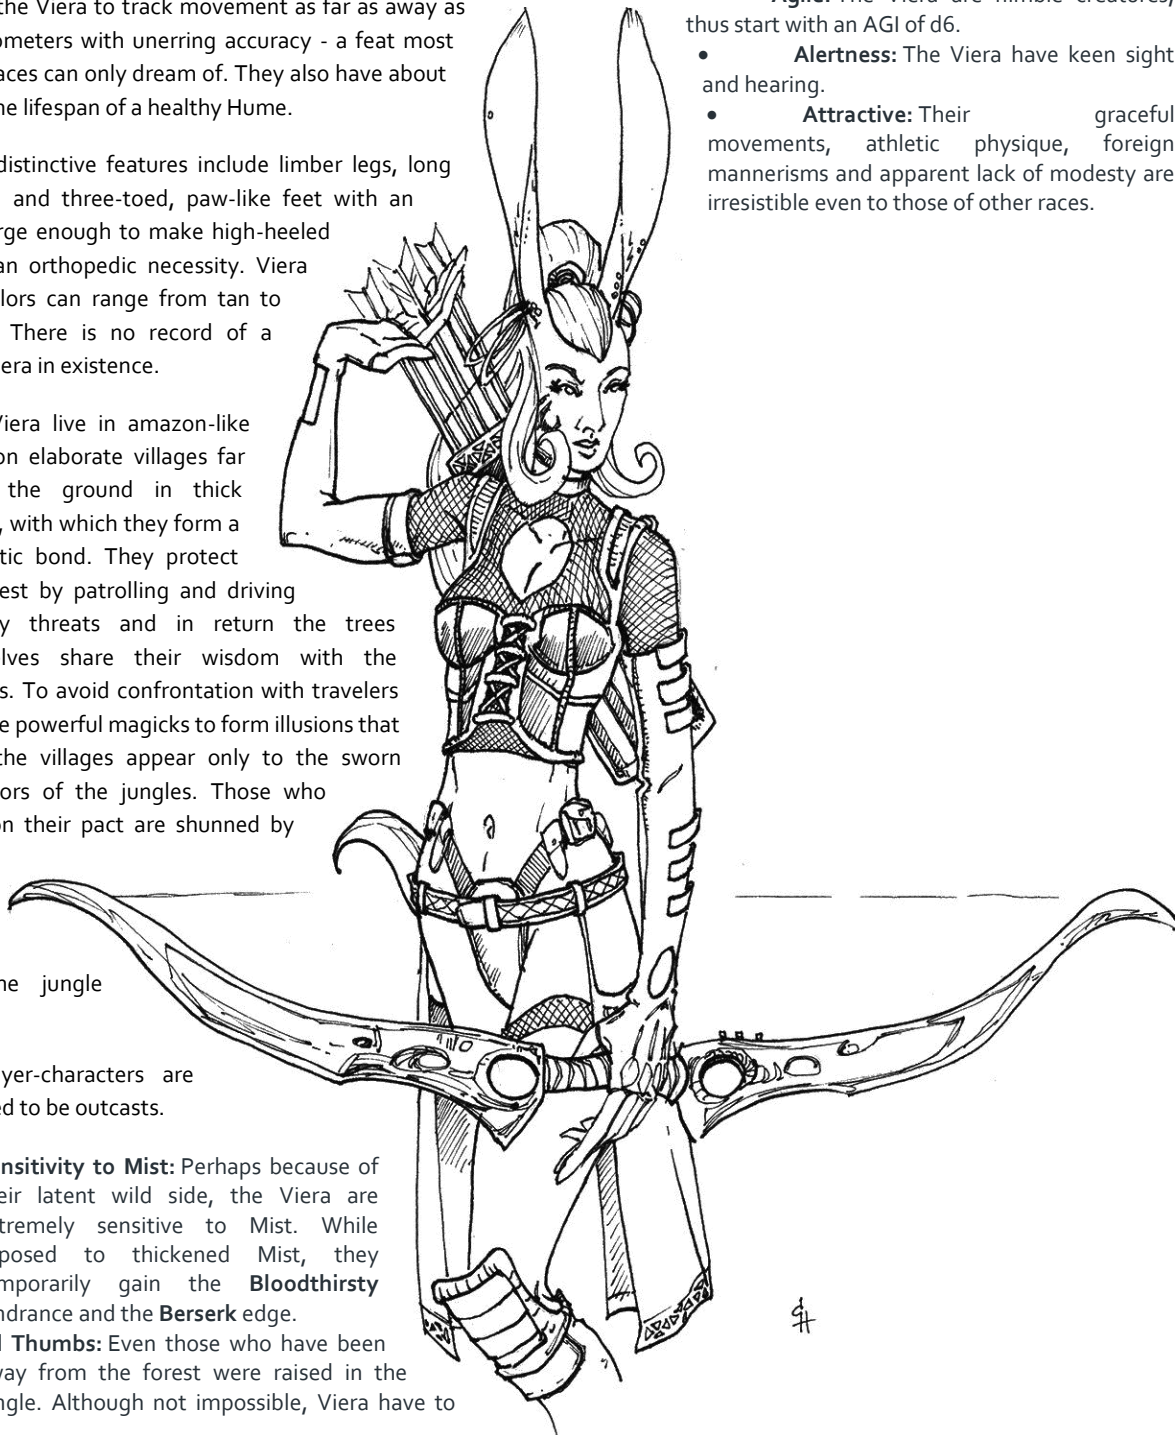 the Viera to track movement as far as away as
ometers with unerring accuracy - a feat most
aces can only dream of. They also have about
ne lifespan of a healthy Hume.
distinctive features include limber legs, long
and three-toed, paw-like feet with an
rge enough to make high-heeled
an orthopedic necessity. Viera
lors can range from tan to
There is no record of a
era in existence.
Viera live in amazon-like
on elaborate villages far
the ground in thick
, with which they form a
tic bond. They protect
est by patrolling and driving
y threats and in return the trees
elves share their wisdom with the
s. To avoid confrontation with travelers
e powerful magicks to form illusions that
the villages appear only to the sworn
ors of the jungles. Those who
on their pact are shunned by
ne jungle
yer-characters are
ed to be outcasts.
nsitivity to Mist: Perhaps because of
eir latent wild side, the Viera are
tremely sensitive to Mist. While
posed to thickened Mist, they
mporarily gain the Bloodthirsty
ndrance and the Berserk edge.
l Thumbs: Even those who have been
vay from the forest were raised in the
ngle. Although not impossible, Viera have to
Agile: The Viera are nimble creatures,
thus start with an AGI of d6.
• Alertness: The Viera have keen sight
and hearing.
• Attractive: Their graceful
movements, athletic physique, foreign
mannerisms and apparent lack of modesty are
irresistible even to those of other races.